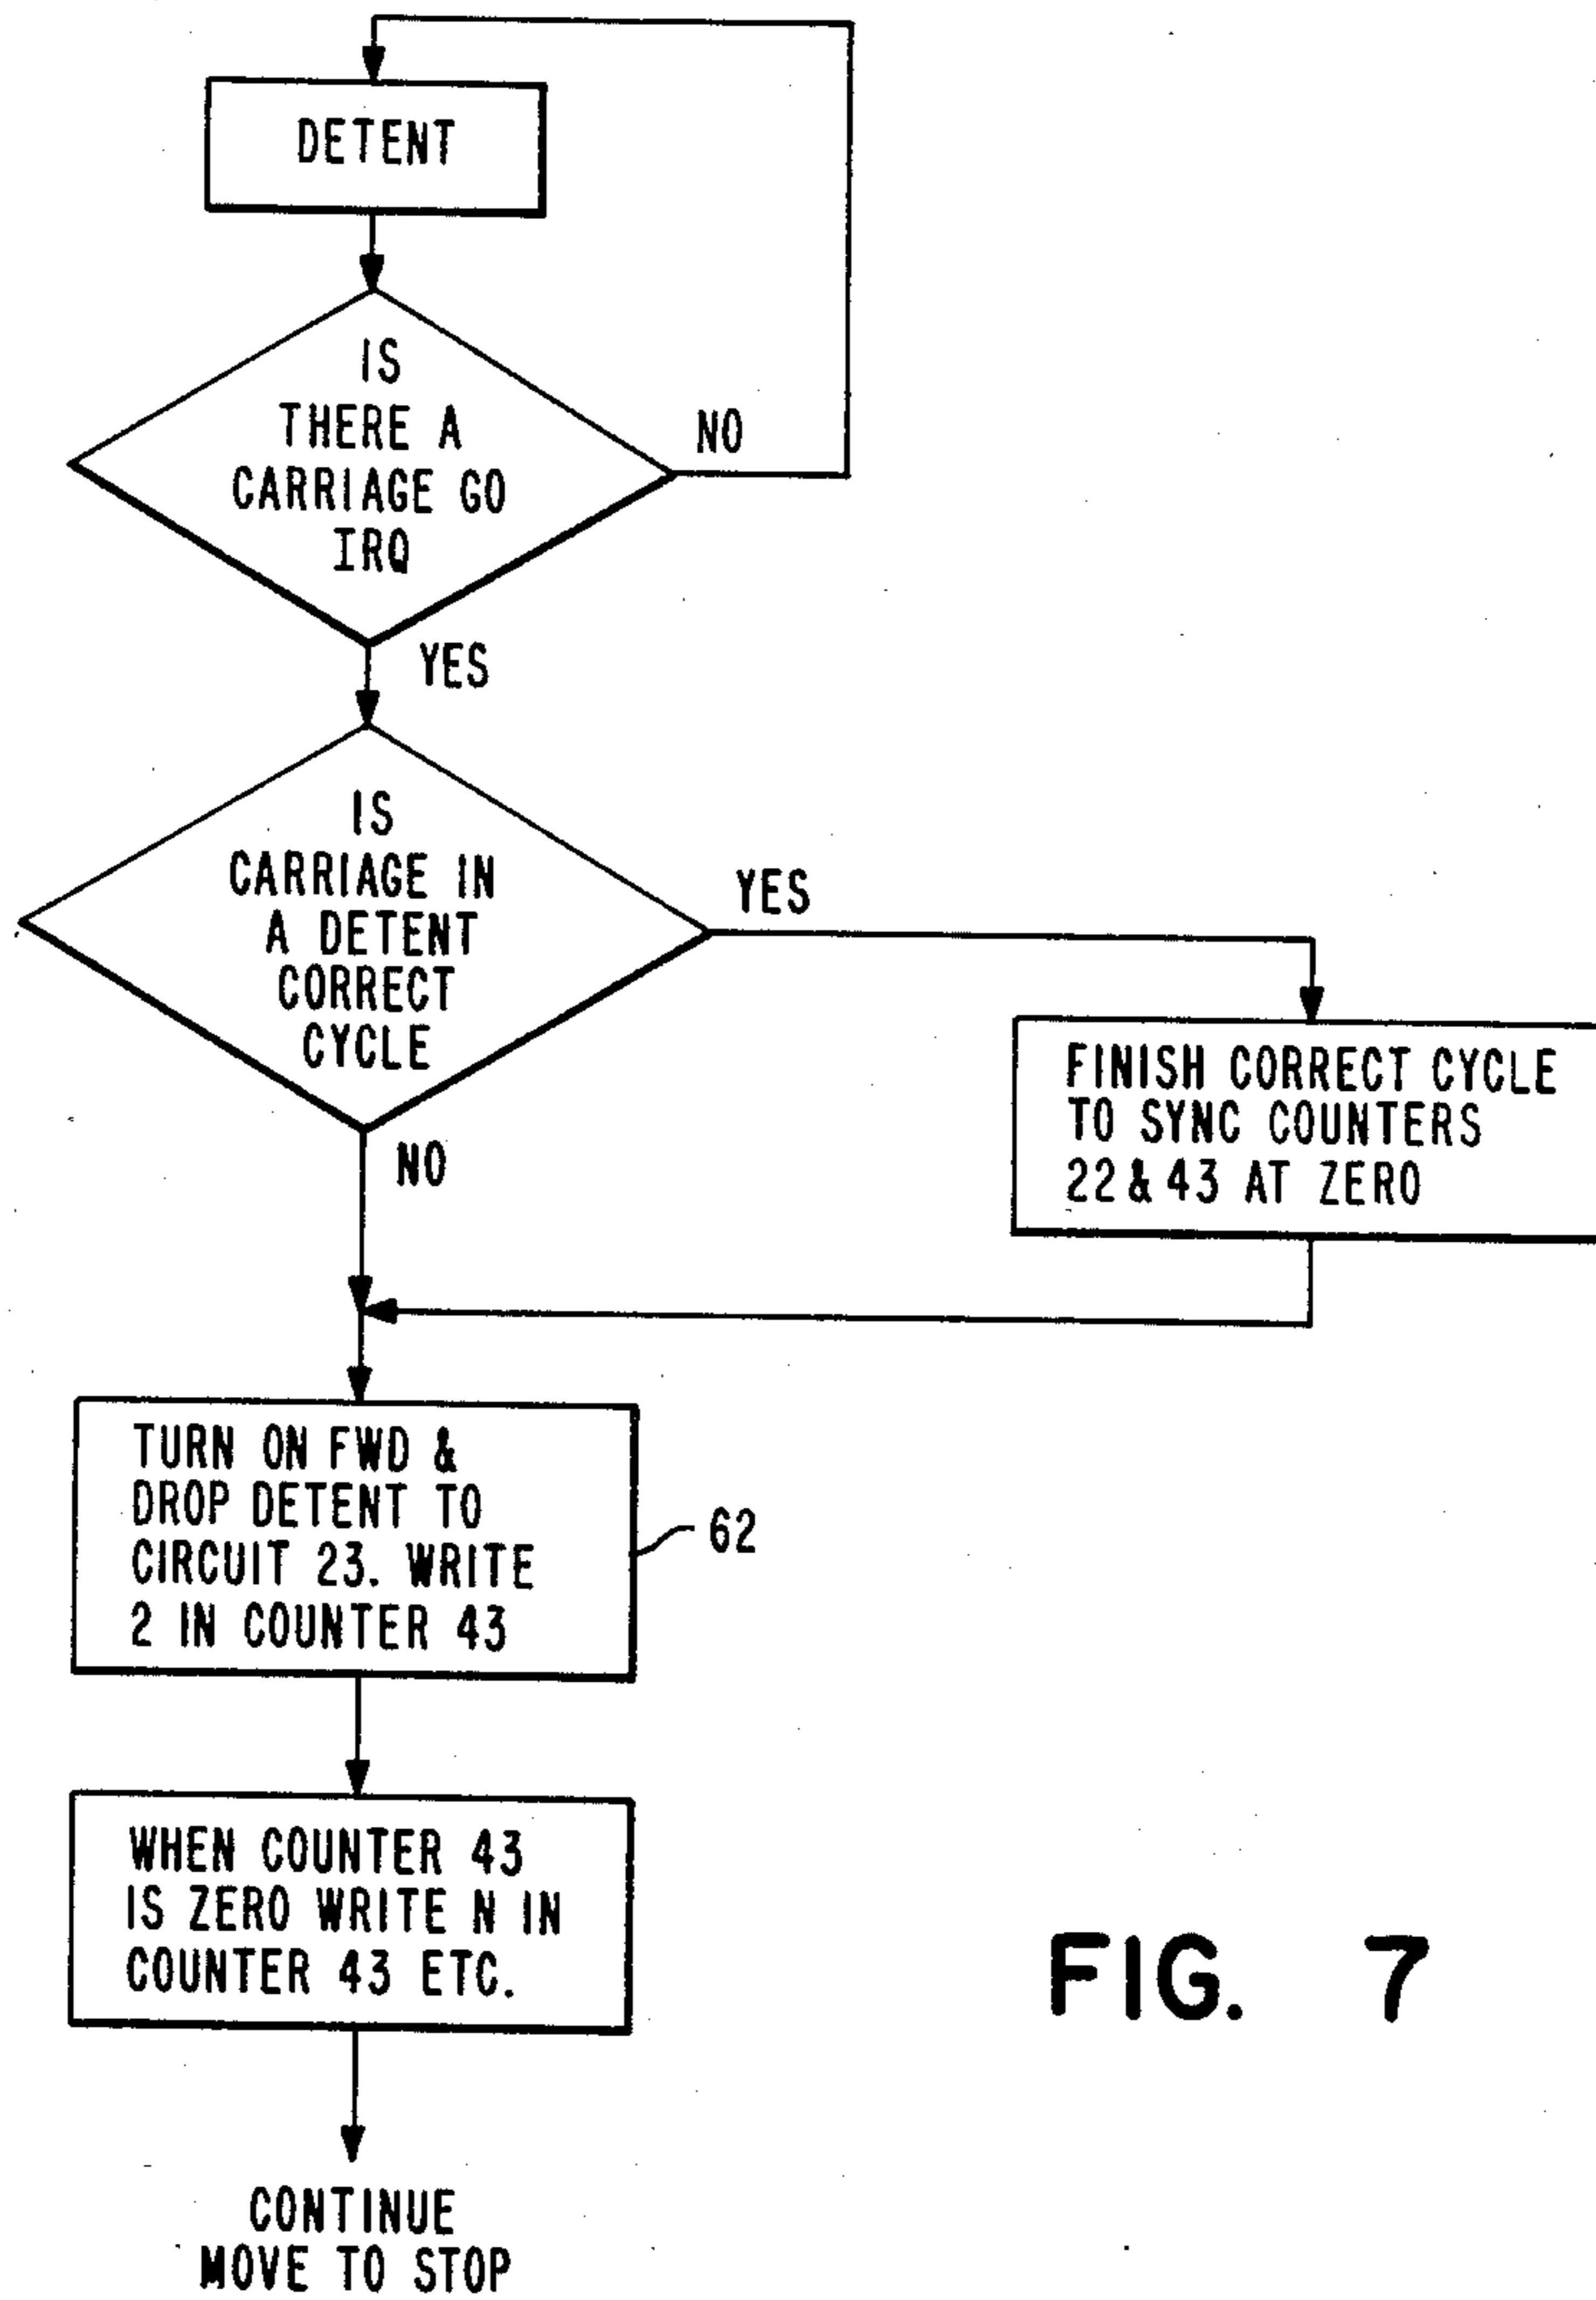 DETENT
IS
THERE A
CARRIAGE GO
IRQ
NO
YES
IS
CARRIAGE IN
A DETENT
CORRECT
CYCLE
YES
NO
FINISH CORRECT CYCLE
TO SYNC COUNTERS
22 & 43 AT ZERO
TURN ON FWD &
DROP DETENT TO
CIRCUIT 23. WRITE
2 IN COUNTER 43
62
WHEN COUNTER 43
IS ZERO WRITE N IN
COUNTER 43 ETC.
CONTINUE
MOVE TO STOP
FIG. 7